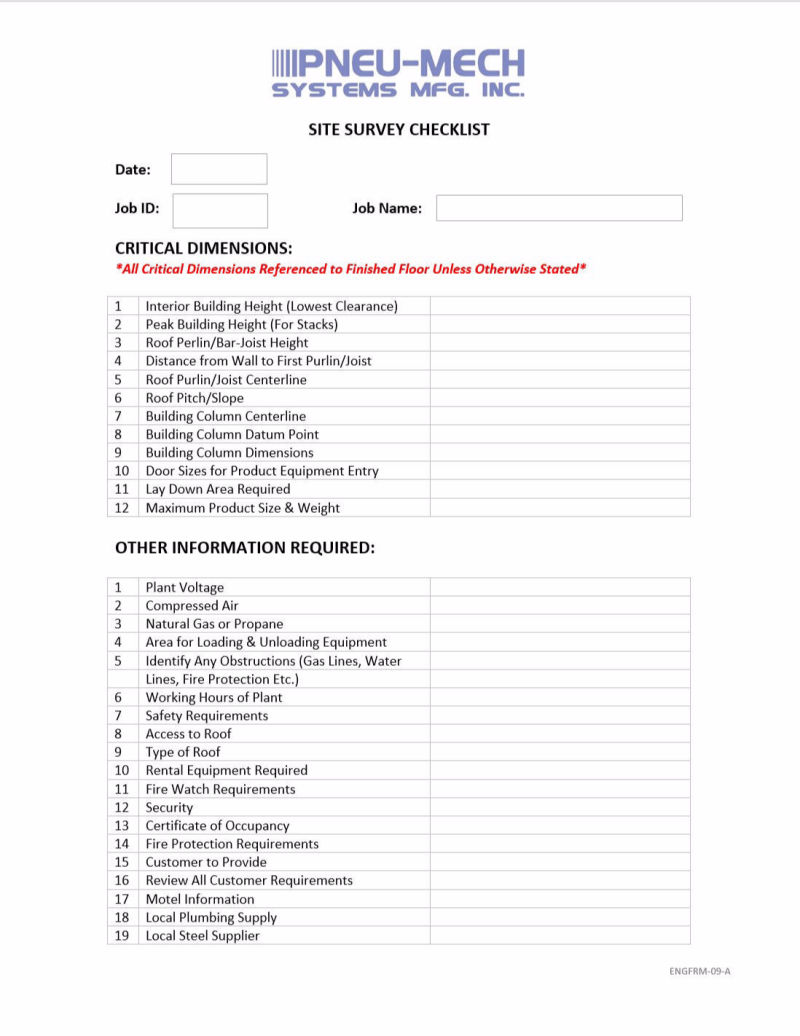 PNEU-MECH
SYSTEMS MFG. INC.
SITE SURVEY CHECKLIST
Date:
Job ID:
Job Name:
CRITICAL DIMENSIONS:
*All Critical Dimensions Referenced to Finished Floor Unless Otherwise Stated*
1 Interior Building Height (Lowest Clearance)
2 Peak Building Height (For Stacks)
3 Roof Perlin/Bar-Joist Height
4 Distance from Wall to First Purlin/Joist
5 Roof Purlin/Joist Centerline
6 Roof Pitch/Slope
7 Building Column Centerline
8 Building Column Datum Point
9 Building Column Dimensions
10 Door Sizes for Product Equipment Entry
11 Lay Down Area Required
12 Maximum Product Size & Weight
OTHER INFORMATION REQUIRED:
1 Plant Voltage
2 Compressed Air
3 Natural Gas or Propane
4 Area for Loading & Unloading Equipment
5 Identify Any Obstructions (Gas Lines, Water
Lines, Fire Protection Etc.)
6 Working Hours of Plant
7 Safety Requirements
8 Access to Roof
9 Type of Roof
10 Rental Equipment Required
11 Fire Watch Requirements
12 Security
13 Certificate of Occupancy
14 Fire Protection Requirements
15 Customer to Provide
16 Review All Customer Requirements
17 Motel Information
18 Local Plumbing Supply
19 Local Steel Supplier
ENGFRM-09-A